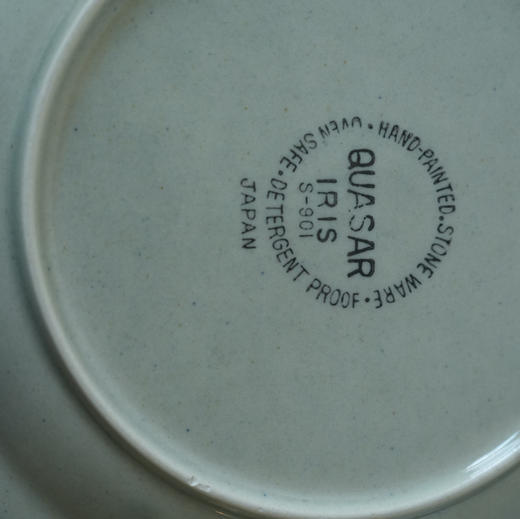 HAND-PAINTED · STONE WARE · DETERGENT PROOF · OVEN SAFE ·
QUASAR
IRIS
S-901
JAPAN